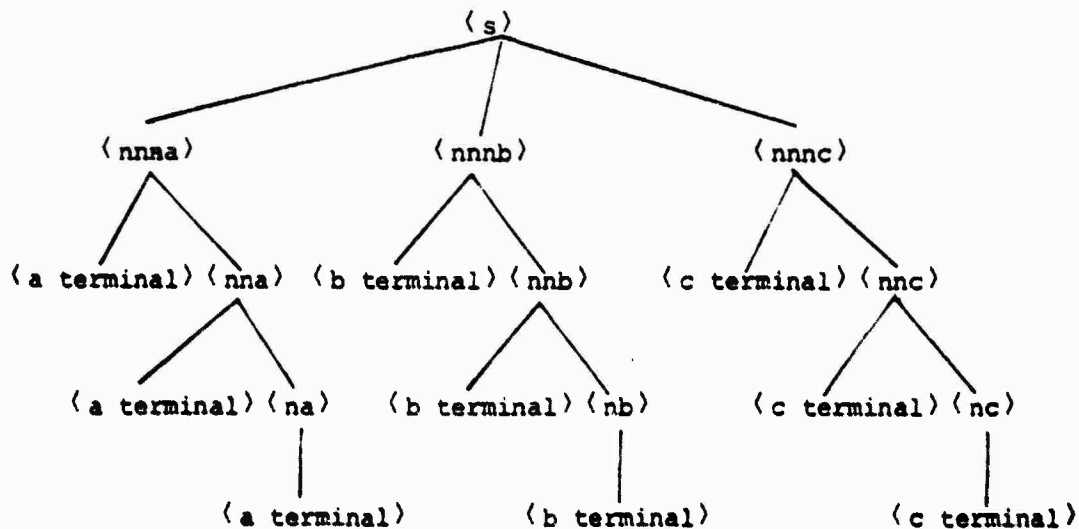 ⟨s⟩
⟨nnna⟩ ⟨nnnb⟩ ⟨nnnc⟩
⟨a terminal⟩ ⟨nna⟩ ⟨b terminal⟩ ⟨nnb⟩ ⟨c terminal⟩ ⟨nnc⟩
⟨a terminal⟩ ⟨na⟩ ⟨b terminal⟩ ⟨nb⟩ ⟨c terminal⟩ ⟨nc⟩
⟨a terminal⟩ ⟨b terminal⟩ ⟨c terminal⟩